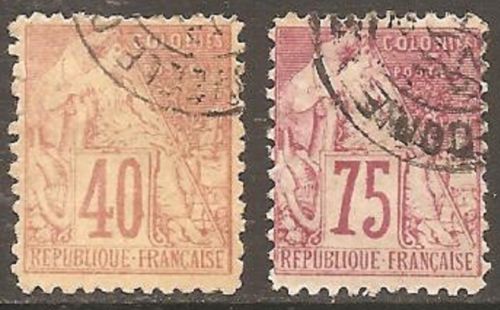 COLONIES
40
REPUBLIQUE-FRANÇAISE
COLONIES
POSTES
75
REPUBLIQUE-FRANÇAISE